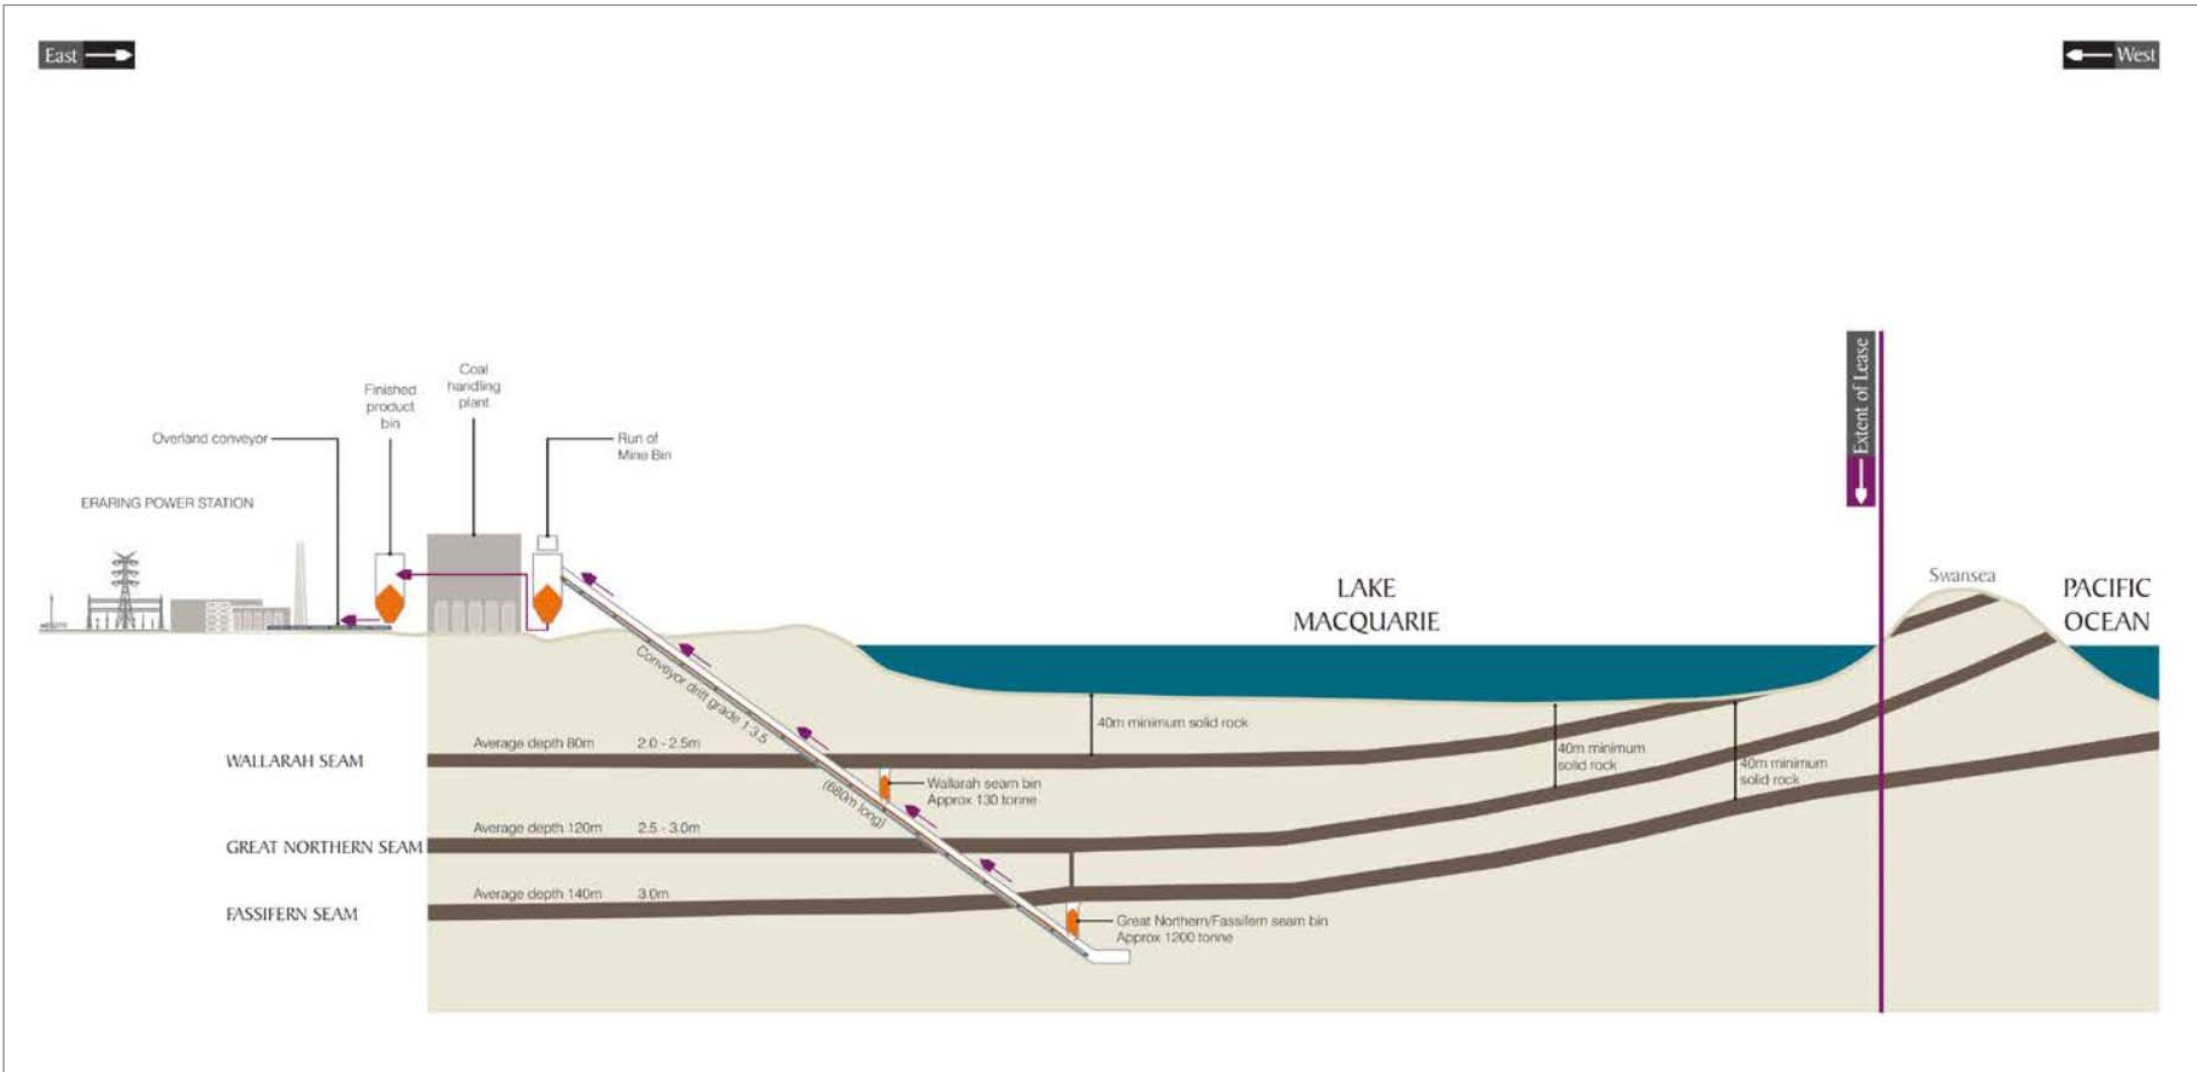 East
West
Extent of Lease
Coal
handling
plant
Finished
product
bin
Overland conveyor
Run of
Mine Bin
ERARING POWER STATION
LAKE
MACQUARIE
Swansea
PACIFIC
OCEAN
Conveyor drift grade 1-3.5
(680m long)
40m minimum solid rock
40m minimum
solid rock
40m minimum
solid rock
WALLARAH SEAM
Average depth 80m 2.0 - 2.5m
Wallarah seam bin
Approx 130 tonne
GREAT NORTHERN SEAM
Average depth 120m 2.5 - 3.0m
FASSIFERN SEAM
Average depth 140m 3.0m
Great Northern/Fassifern seam bin
Approx 1200 tonne